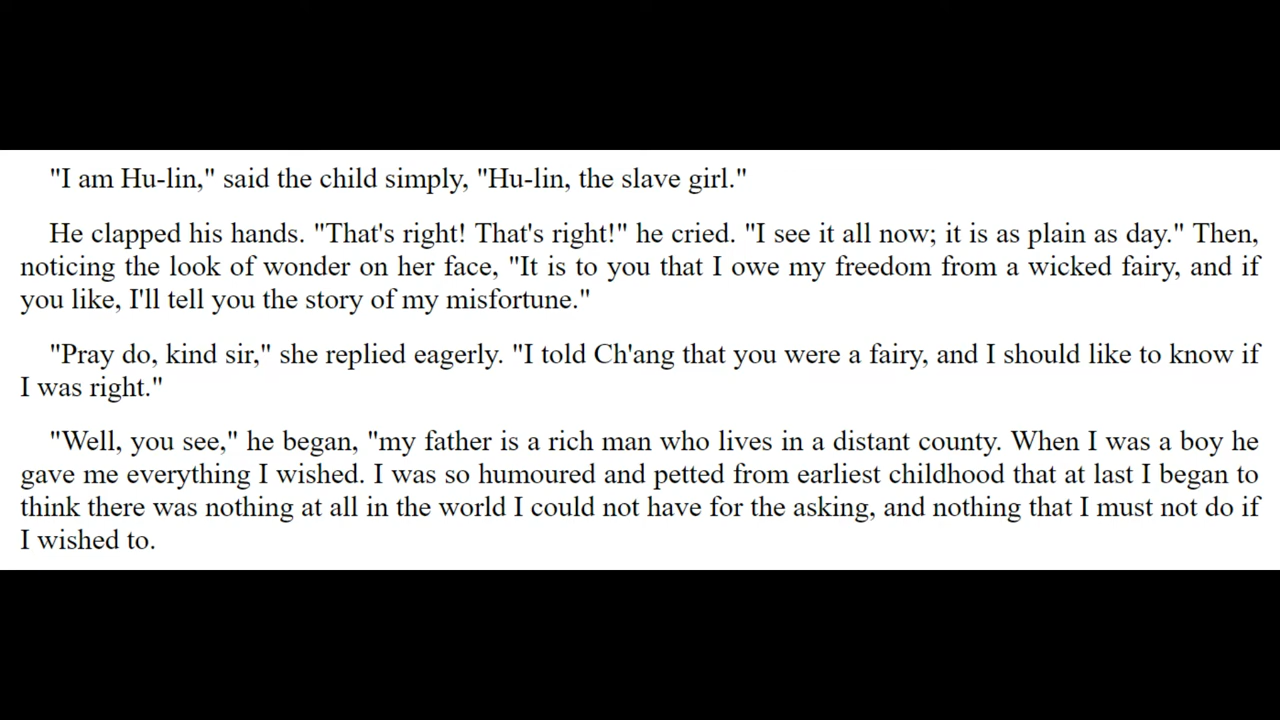 "I am Hu-lin," said the child simply, "Hu-lin, the slave girl."
He clapped his hands. "That's right! That's right!" he cried. "I see it all now; it is as plain as day." Then,
noticing the look of wonder on her face, "It is to you that I owe my freedom from a wicked fairy, and if
you like, I'll tell you the story of my misfortune."
"Pray do, kind sir," she replied eagerly. "I told Ch'ang that you were a fairy, and I should like to know if
I was right."
"Well, you see," he began, "my father is a rich man who lives in a distant county. When I was a boy he
gave me everything I wished. I was so humoured and petted from earliest childhood that at last I began to
think there was nothing at all in the world I could not have for the asking, and nothing that I must not do if
I wished to.